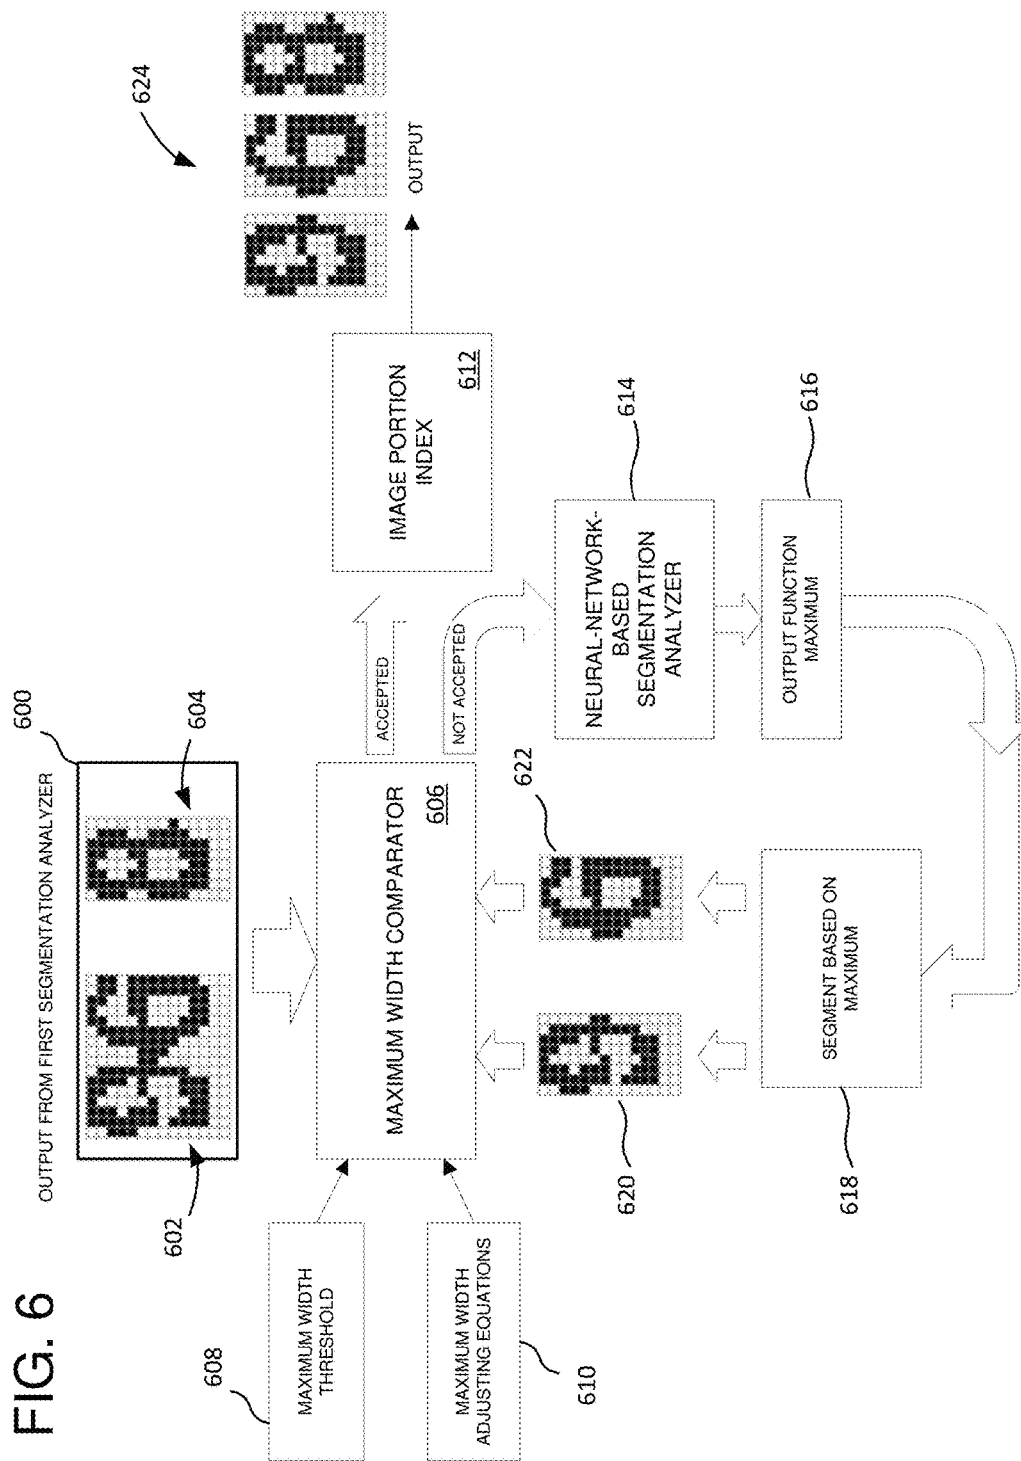 FIG. 6
OUTPUT FROM FIRST SEGMENTATION ANALYZER
600
602
604
608
MAXIMUM WIDTH
THRESHOLD
610
MAXIMUM WIDTH
ADJUSTING EQUATIONS
MAXIMUM WIDTH COMPARATOR
606
ACCEPTED
NOT ACCEPTED
IMAGE PORTION
INDEX
612
OUTPUT
624
614
NEURAL-NETWORK-
BASED
SEGMENTATION
ANALYZER
616
OUTPUT FUNCTION
MAXIMUM
618
SEGMENT BASED ON
MAXIMUM
620
622